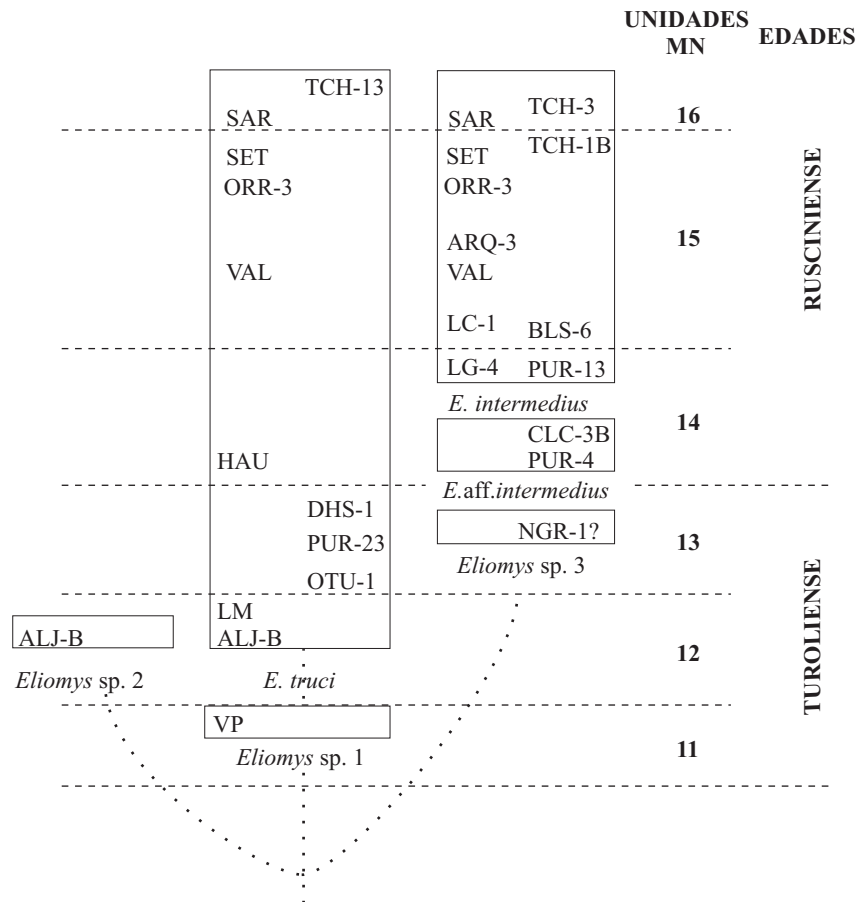 UNIDADES
MN
EDADES
TCH-13
SAR
SET
ORR-3
VAL
HAU
DHS-1
PUR-23
OTU-1
LM
ALJ-B
E. truci
VP
Eliomys sp. 1
ALJ-B
Eliomys sp. 2
SAR TCH-3
TCH-1B
SET
ORR-3
ARQ-3
VAL
LC-1 BLS-6
LG-4 PUR-13
E. intermedius
CLC-3B
PUR-4
E.aff.intermedius
NGR-1?
Eliomys sp. 3
16
15
14
13
12
11
RUSCINIENSE
TUROLIENSE